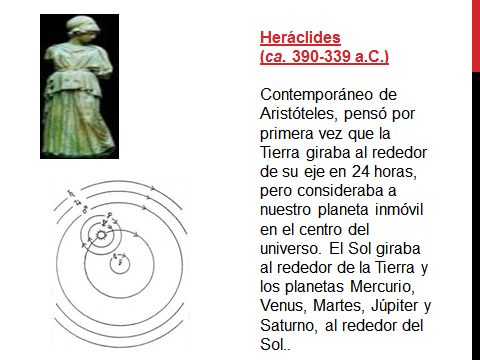 Heráclides
(ca. 390-339 a.C.)
Contemporáneo de
Aristóteles, pensó por
primera vez que la
Tierra giraba al rededor
de su eje en 24 horas,
pero consideraba a
nuestro planeta inmóvil
en el centro del
universo. El Sol giraba
al rededor de la Tierra y
los planetas Mercurio,
Venus, Martes, Júpiter y
Saturno, al rededor del
Sol..